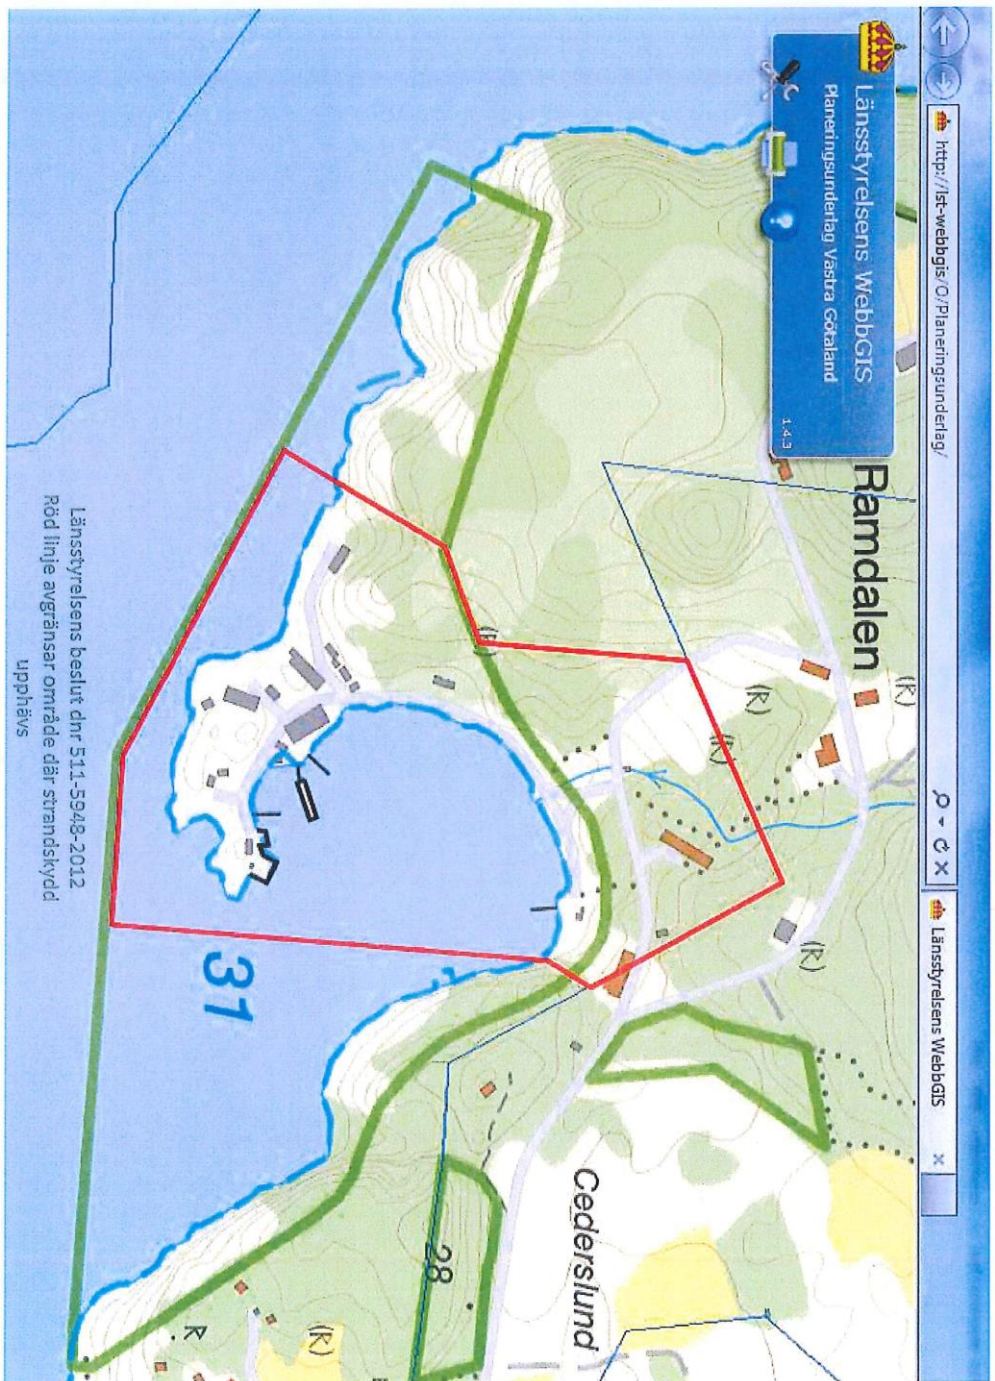 http://lst-webbgis/O/Planeringsunderlag/
Länsstyrelsens WebbGIS
Länsstyrelsens WebbGIS
Planeringsunderlag Västra Götaland
1.4.3
Ramdalen
(R)
(R)
(R)
(R)
31
Cederslund
28
R
(R)
Länsstyrelsens beslut dnr 511-5948-2012
Röd linje avgränsar område där strandskydd
upphävs